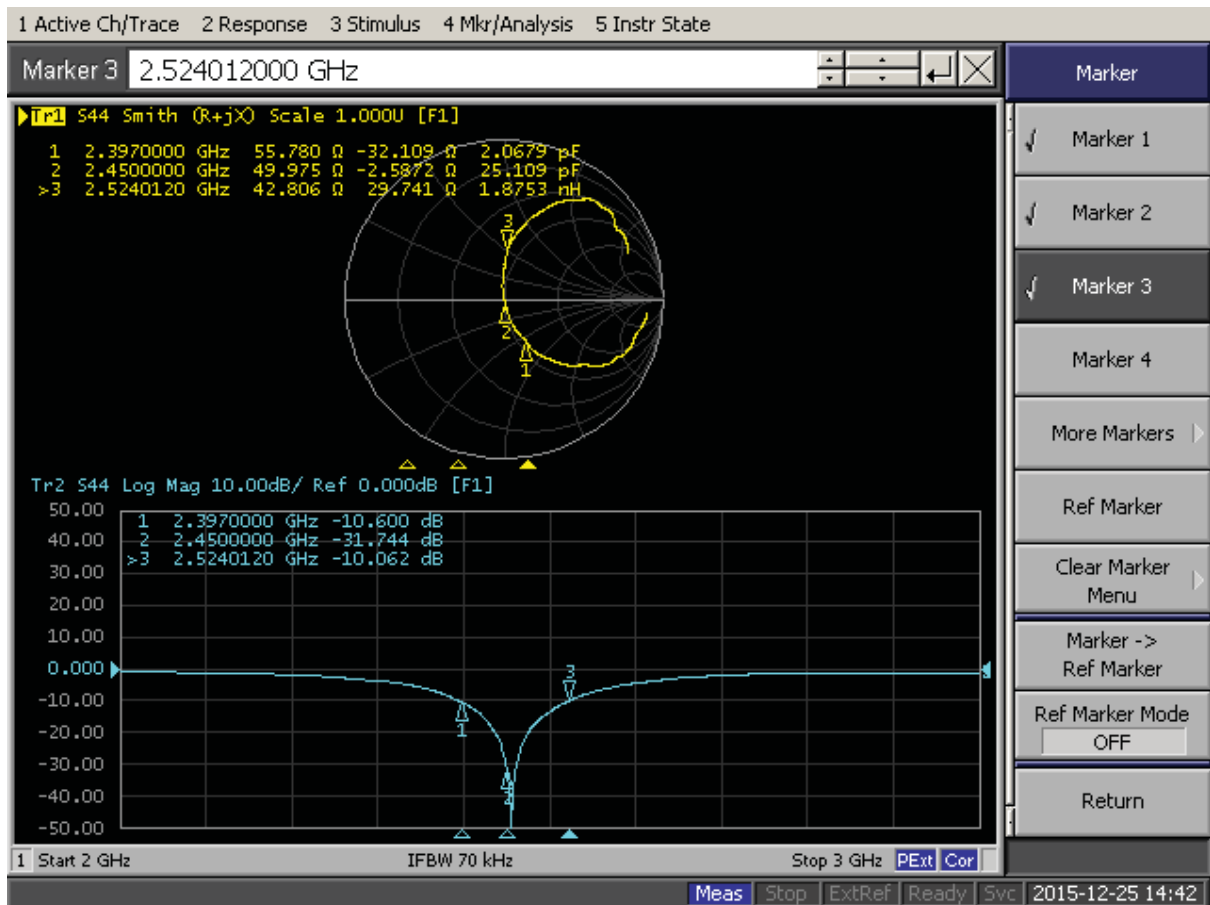 1 Active Ch/Trace 2 Response 3 Stimulus 4 Mkr/Analysis 5 Instr State
Marker 3 2.524012000 GHz
Tr1 S44 Smith (R+jX) Scale 1.000U [F1]
1 2.3970000 GHz 55.780 Ω -32.109 Ω 2.0679 pF
2 2.4500000 GHz 49.975 Ω -2.5872 Ω 25.109 pF
>3 2.5240120 GHz 42.806 Ω 29.741 Ω 1.8753 nH
3
2
1
Tr2 S44 Log Mag 10.00dB/ Ref 0.000dB [F1]
50.00
40.00
30.00
20.00
10.00
0.000
-10.00
-20.00
-30.00
-40.00
-50.00
1 2.3970000 GHz -10.600 dB
2 2.4500000 GHz -31.744 dB
>3 2.5240120 GHz -10.062 dB
3
1
2
1 Start 2 GHz IFBW 70 kHz Stop 3 GHz PExt Cor
Marker
Marker 1
Marker 2
Marker 3
Marker 4
More Markers
Ref Marker
Clear Marker
Menu
Marker ->
Ref Marker
Ref Marker Mode
OFF
Return
Meas Stop ExtRef Ready Svc 2015-12-25 14:42